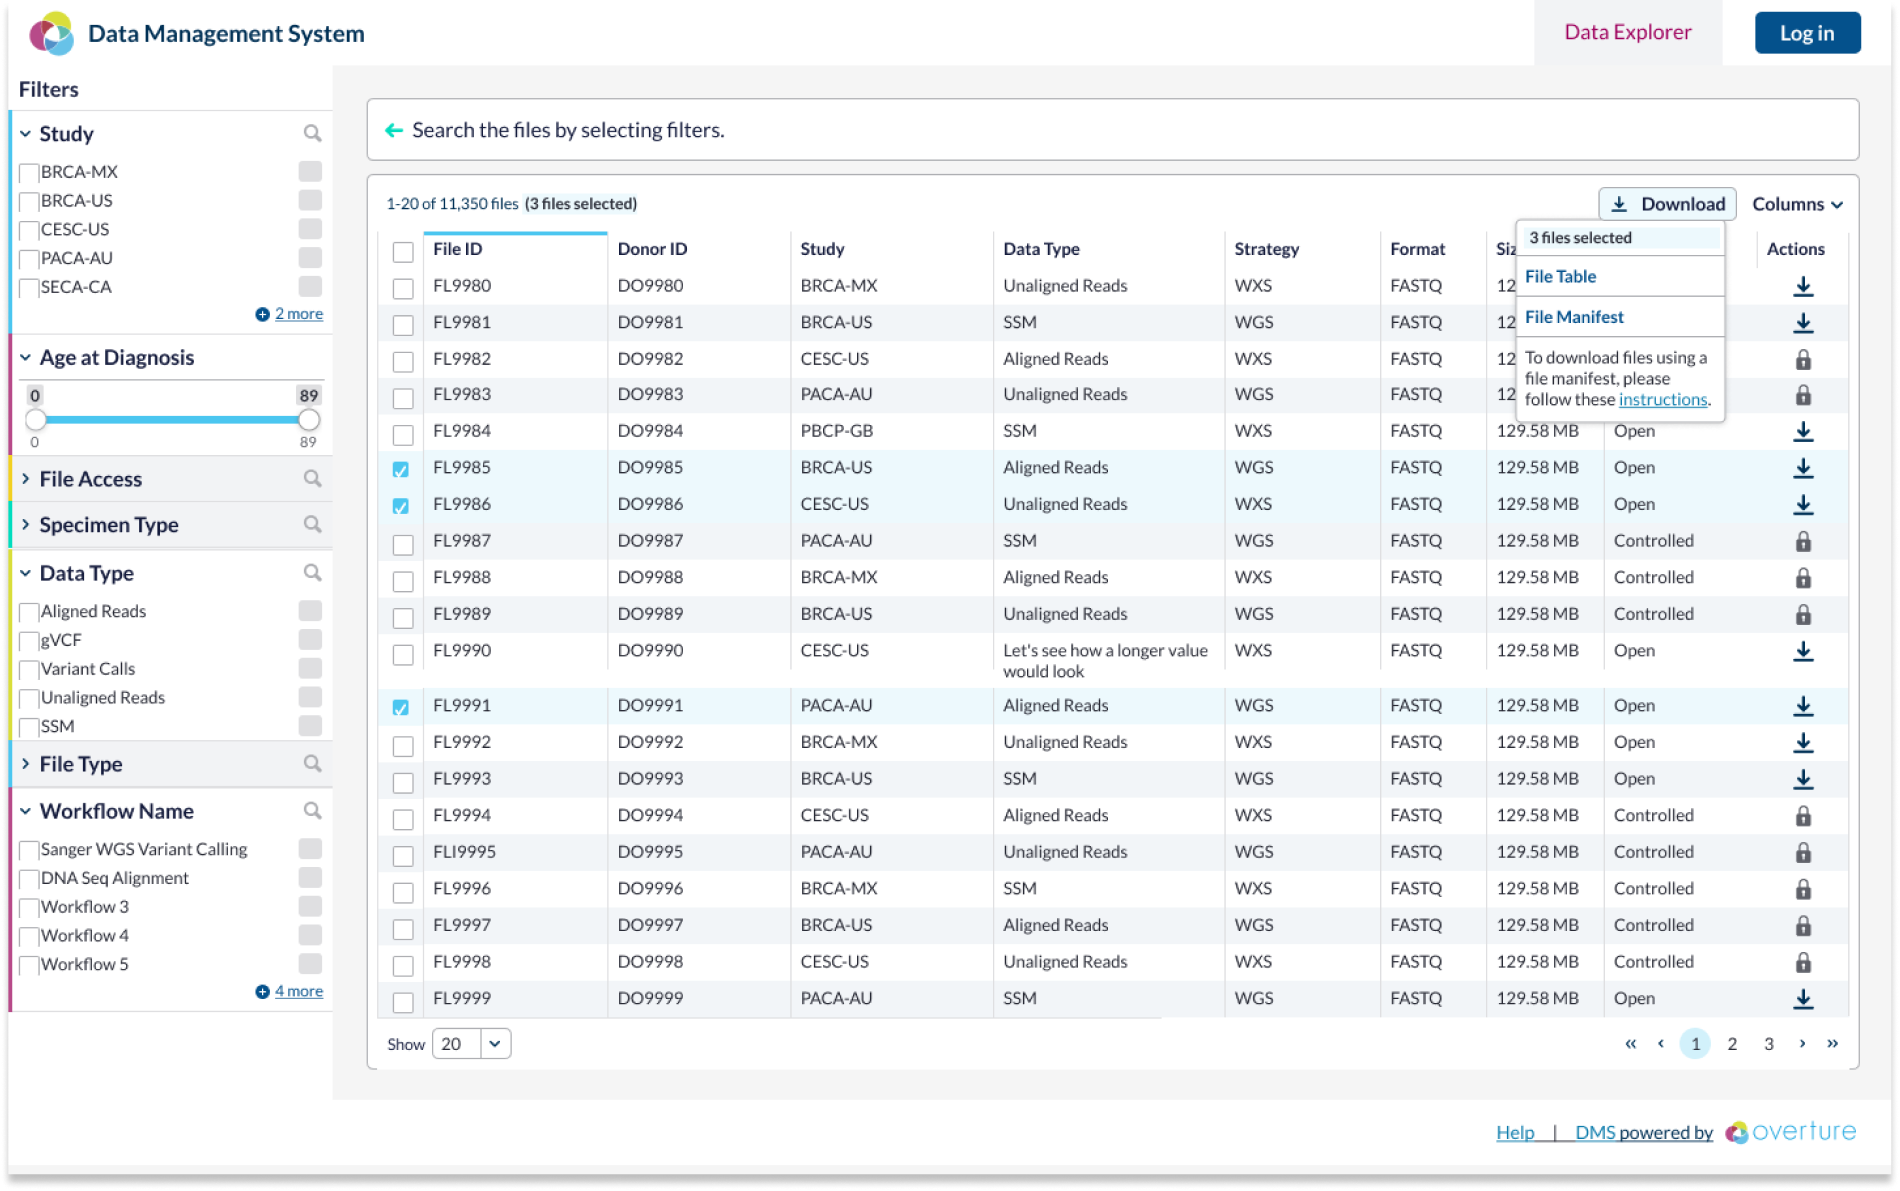 Data Management System
Data Explorer
Log in
Filters
Study
BRCA-MX
BRCA-US
CESC-US
PACA-AU
SECA-CA
2 more
Age at Diagnosis
0 89
0 89
File Access
Specimen Type
Data Type
Aligned Reads
gVCF
Variant Calls
Unaligned Reads
SSM
File Type
Workflow Name
Sanger WGS Variant Calling
DNA Seq Alignment
Workflow 3
Workflow 4
Workflow 5
4 more
Search the files by selecting filters.
1-20 of 11,350 files (3 files selected)
Download
Columns
3 files selected
File Table
File Manifest
To download files using a
file manifest, please
follow these instructions.
File ID Donor ID Study Data Type Strategy Format Actions
FL9980 DO9980 BRCA-MX Unaligned Reads WXS FASTQ
FL9981 DO9981 BRCA-US SSM WGS FASTQ
FL9982 DO9982 CESC-US Aligned Reads WXS FASTQ
FL9983 DO9983 PACA-AU Unaligned Reads WXS FASTQ
FL9984 DO9984 PBCP-GB SSM WXS FASTQ 129.58 MB Open
FL9985 DO9985 BRCA-US Aligned Reads WGS FASTQ 129.58 MB Open
FL9986 DO9986 CESC-US Unaligned Reads WXS FASTQ 129.58 MB Open
FL9987 DO9987 PACA-AU SSM WGS FASTQ 129.58 MB Controlled
FL9988 DO9988 BRCA-MX Aligned Reads WXS FASTQ 129.58 MB Controlled
FL9989 DO9989 BRCA-US Unaligned Reads WGS FASTQ 129.58 MB Controlled
FL9990 DO9990 CESC-US Let's see how a longer value WXS FASTQ 129.58 MB Open
would look
FL9991 DO9991 PACA-AU Aligned Reads WGS FASTQ 129.58 MB Open
FL9992 DO9992 BRCA-MX Unaligned Reads WXS FASTQ 129.58 MB Open
FL9993 DO9993 BRCA-US SSM WGS FASTQ 129.58 MB Open
FL9994 DO9994 CESC-US Aligned Reads WXS FASTQ 129.58 MB Controlled
FLI9995 DO9995 PACA-AU Unaligned Reads WGS FASTQ 129.58 MB Controlled
FL9996 DO9996 BRCA-MX SSM WXS FASTQ 129.58 MB Controlled
FL9997 DO9997 BRCA-US Aligned Reads WGS FASTQ 129.58 MB Controlled
FL9998 DO9998 CESC-US Unaligned Reads WXS FASTQ 129.58 MB Controlled
FL9999 DO9999 PACA-AU SSM WGS FASTQ 129.58 MB Open
Show 20
« ‹ 1 2 3 › »
Help | DMS powered by overture